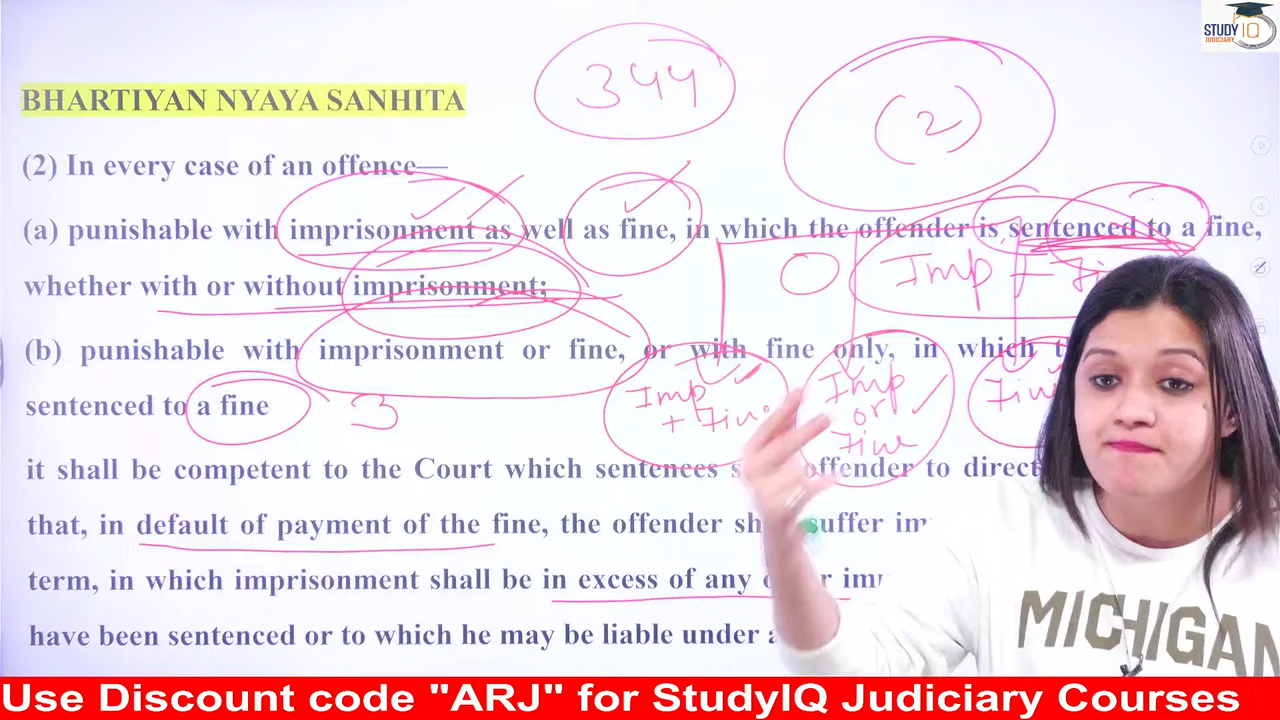 STUDY IQ
JUDICIARY
344
(2)
BHARTIYAN NYAYA SANHITA
(2) In every case of an offence—
(a) punishable with imprisonment as well as fine, in which the offender is sentenced to a fine,
whether with or without imprisonment;
Imp + Fi
(b) punishable with imprisonment or fine, or with fine only, in which
sentenced to a fine
3
Imp
+ Fine
Imp
or
Fine
Fin
it shall be competent to the Court which sentences offender to direct
that, in default of payment of the fine, the offender suffer
term, in which imprisonment shall be in excess of any
have been sentenced or to which he may be liable under a
MICHIGAN
Use Discount code "ARJ" for StudyIQ Judiciary Courses